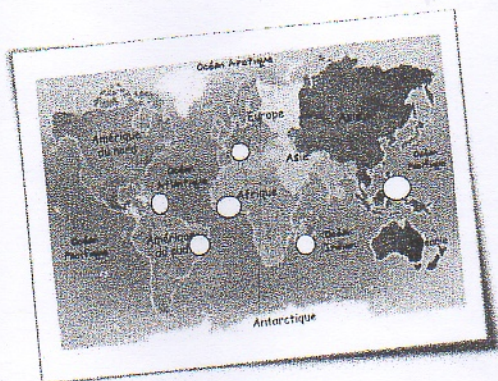 Océan Arctique
Europe
Asie
Amérique
du nord
Océan
Atlantique
Asie
Océan
Afrique
Océan
Pacifique
Amérique
du sud
Océan
Indien
Antarctique